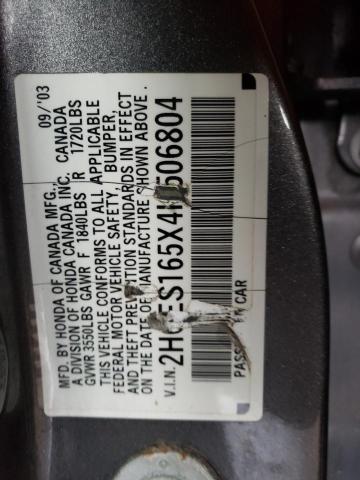 MFD. BY HONDA OF CANADA MFG., 09/'03
A DIVISION OF HONDA CANADA INC. CANADA
GVWR 3550LBS GAWR F 1840LBS R 1720LBS
THIS VEHICLE CONFORMS TO ALL APPLICABLE
FEDERAL MOTOR VEHICLE SAFETY, BUMPER,
AND THEFT PREVENTION STANDARDS IN EFFECT
ON THE DATE OF MANUFACTURE SHOWN ABOVE.
V.I.N.
PASS CAR